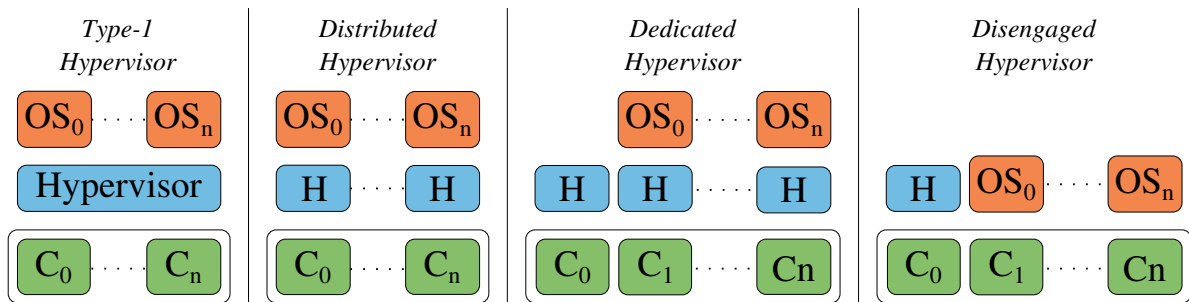 Type-1
Hypervisor
OS₀ ····· OSₙ
Hypervisor
C₀ ····· Cₙ
Distributed
Hypervisor
OS₀ ····· OSₙ
H ····· H
C₀ ····· Cₙ
Dedicated
Hypervisor
OS₀ ····· OSₙ
H H ····· H
C₀ C₁ ····· Cn
Disengaged
Hypervisor
H OS₀ ····· OSₙ
C₀ C₁ ····· Cn